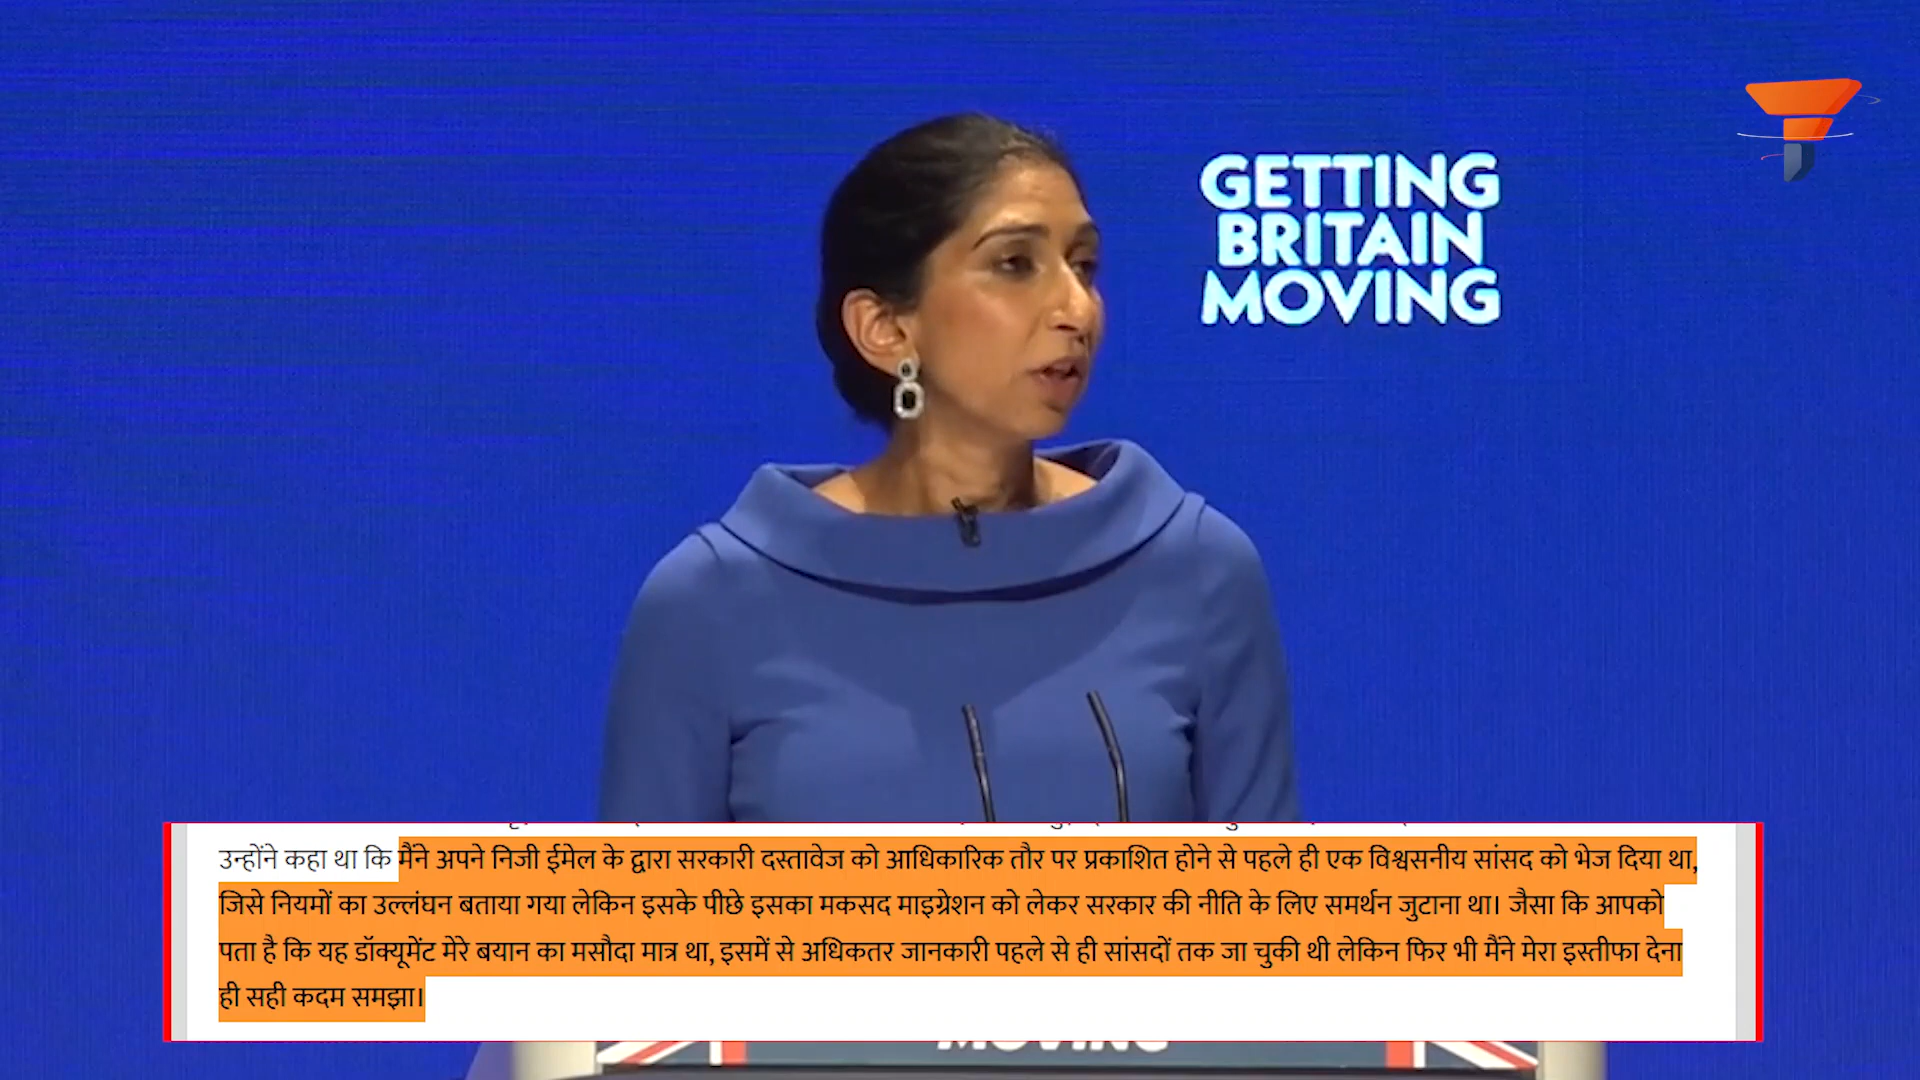 GETTING
BRITAIN
MOVING
उन्होंने कहा था कि मैंने अपने निजी ईमेल के द्वारा सरकारी दस्तावेज को आधिकारिक तौर पर प्रकाशित होने से पहले ही एक विश्वसनीय सांसद को भेज दिया था,
जिसे नियमों का उल्लंघन बताया गया लेकिन इसके पीछे इसका मकसद माइग्रेशन को लेकर सरकार की नीति के लिए समर्थन जुटाना था। जैसा कि आपको
पता है कि यह डॉक्यूमेंट मेरे बयान का मसौदा मात्र था, इसमें से अधिकतर जानकारी पहले से ही सांसदों तक जा चुकी थी लेकिन फिर भी मैंने मेरा इस्तीफा देना
ही सही कदम समझा।
MOVING